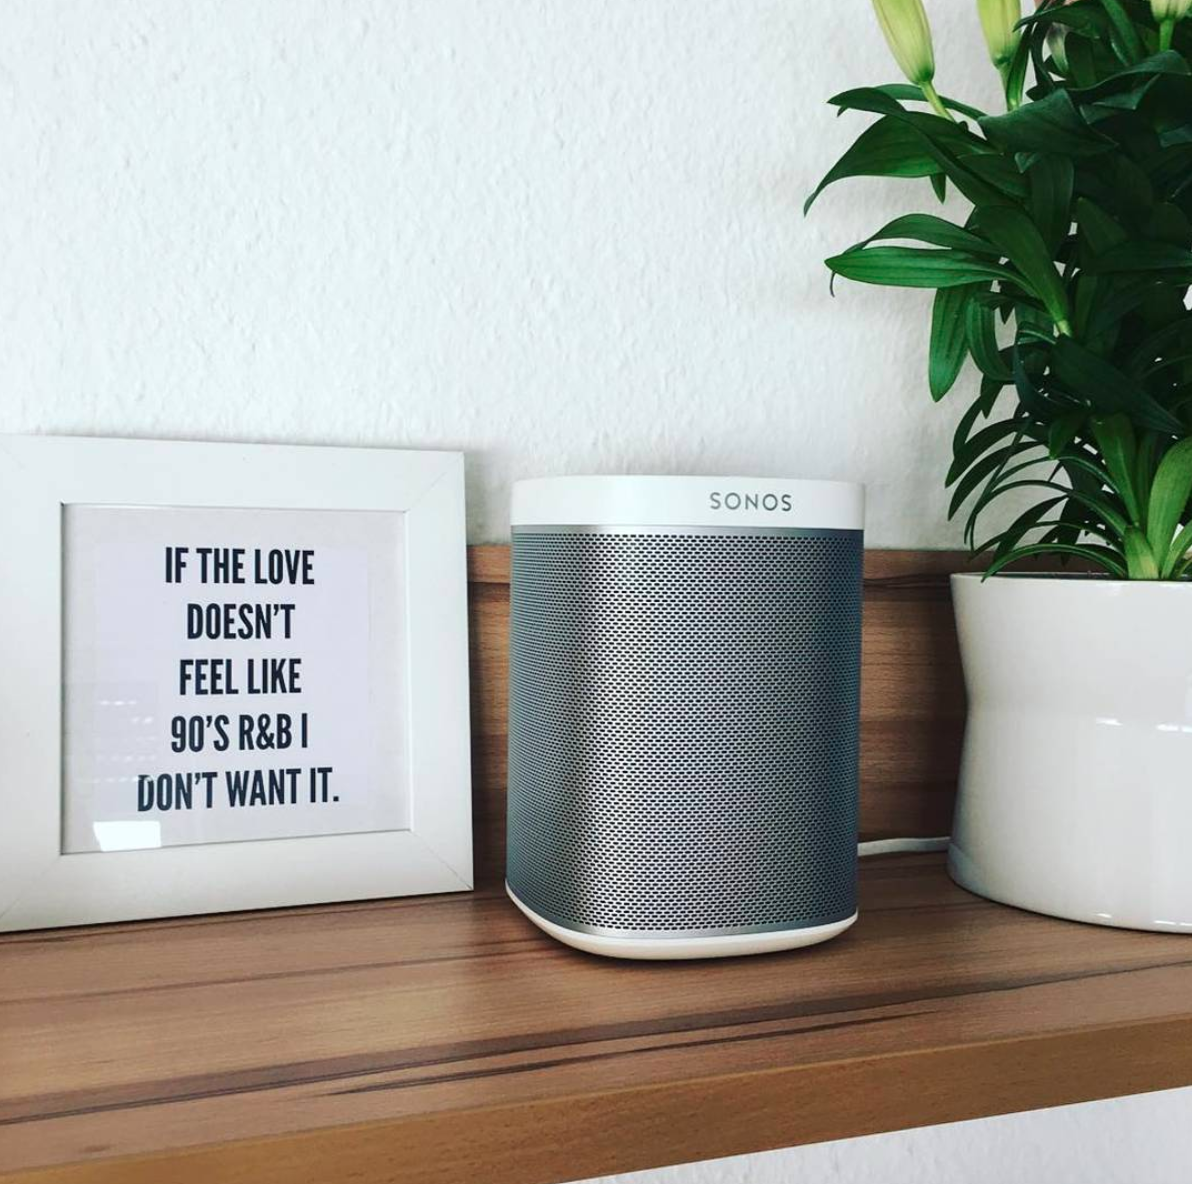 IF THE LOVE
DOESN'T
FEEL LIKE
90'S R&B I
DON'T WANT IT.
SONOS